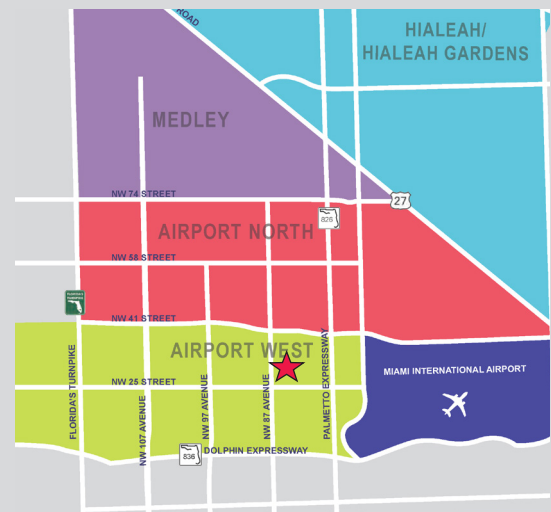 ROAD
HIALEAH/
HIALEAH GARDENS
MEDLEY
NW 74 STREET
27
826
AIRPORT NORTH
NW 58 STREET
NW 41 STREET
AIRPORT WEST
MIAMI INTERNATIONAL AIRPORT
NW 25 STREET
FLORIDA'S TURNPIKE
NW 107 AVENUE
NW 97 AVENUE
NW 87 AVENUE
PALMETTO EXPRESSWAY
836
DOLPHIN EXPRESSWAY